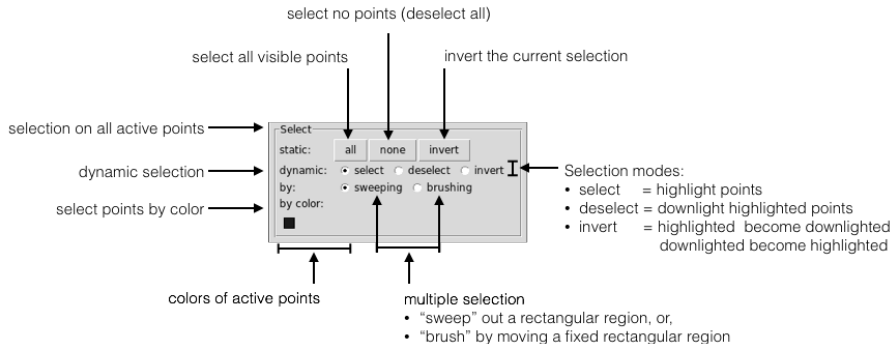 select no points (deselect all)
select all visible points
invert the current selection
selection on all active points
Select
static: all none invert
dynamic selection
dynamic: select deselect invert
by: sweeping brushing
select points by color
by color:
Selection modes:
• select = highlight points
• deselect = downlight highlighted points
• invert = highlighted become downlighted
downlighted become highlighted
colors of active points
multiple selection
• “sweep” out a rectangular region, or,
• “brush” by moving a fixed rectangular region